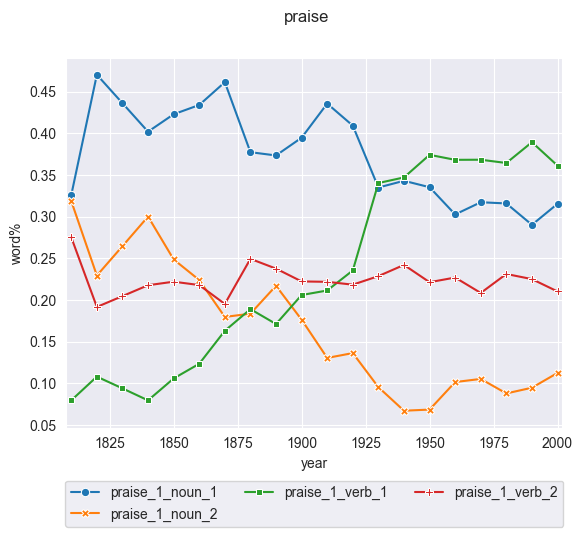 praise
0.45
0.40
0.35
0.30
0.25
0.20
0.15
0.10
0.05
word%
1825 1850 1875 1900 1925 1950 1975 2000
year
praise_1_noun_1 praise_1_verb_1 praise_1_verb_2
praise_1_noun_2